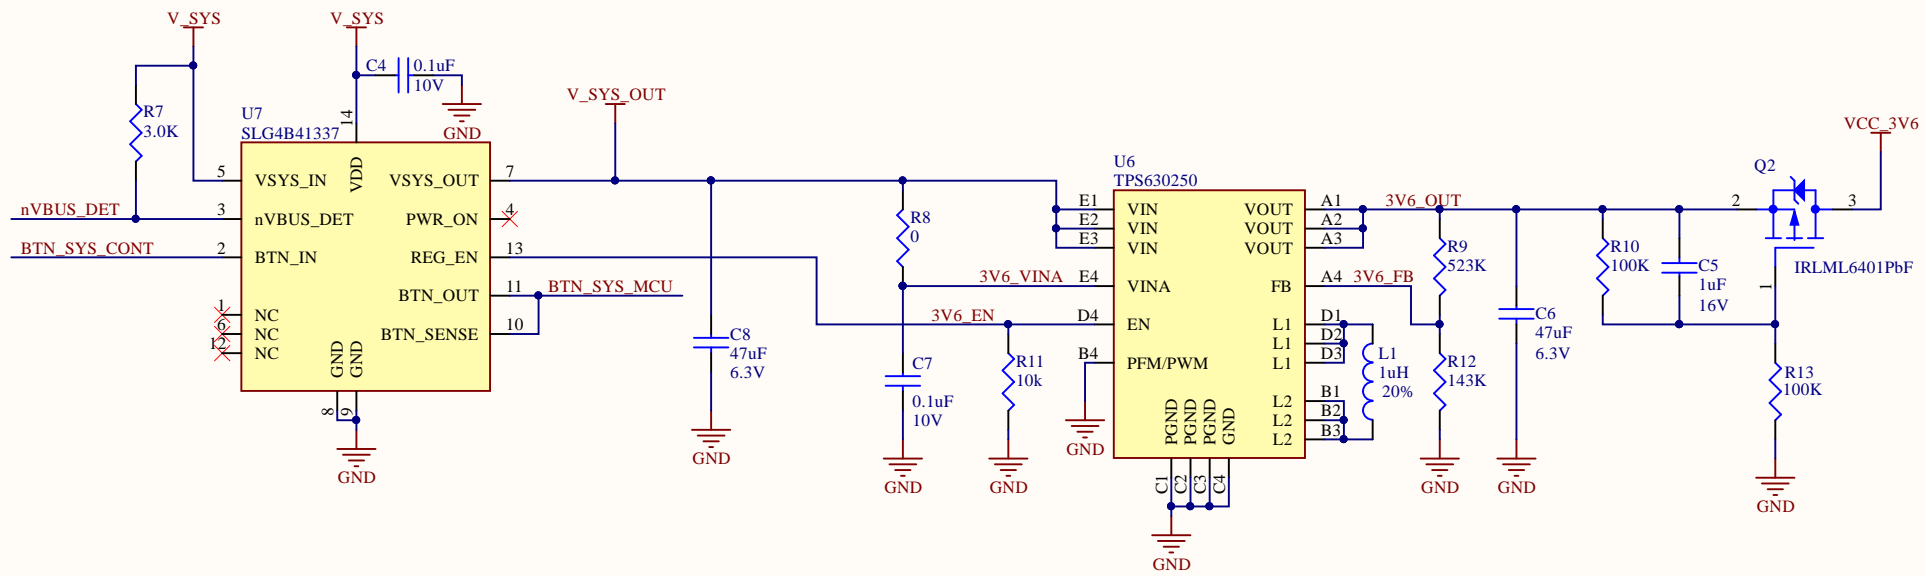 V_SYS
V_SYS
C4
0.1uF
10V
GND
R7
3.0K
U7
SLG4B41337
14
VDD
5
VSYS_IN
VSYS_OUT
7
nVBUS_DET
3
nVBUS_DET
PWR_ON
4
BTN_SYS_CONT
2
BTN_IN
REG_EN
13
BTN_OUT
11
BTN_SYS_MCU
1
NC
6
NC
BTN_SENSE
10
12
NC
GND
GND
8
9
GND
V_SYS_OUT
C8
47uF
6.3V
GND
R8
0
3V6_VINA
3V6_EN
C7
0.1uF
10V
GND
R11
10k
GND
U6
TPS630250
E1
VIN
VOUT
A1
E2
VIN
VOUT
A2
E3
VIN
VOUT
A3
E4
VINA
FB
A4
D4
EN
L1
D1
L1
D2
B4
PFM/PWM
L1
D3
L2
B1
L2
B2
L2
B3
PGND
PGND
PGND
GND
C1
C2
C3
C4
GND
GND
3V6_OUT
3V6_FB
L1
1uH
20%
R9
523K
R12
143K
GND
C6
47uF
6.3V
GND
R10
100K
C5
1uF
16V
Q2
2
3
1
IRLML6401PbF
VCC_3V6
R13
100K
GND